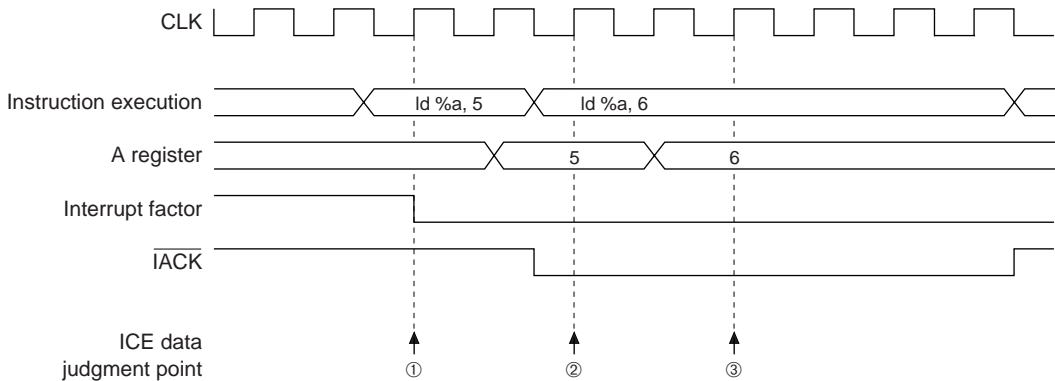 CLK
Instruction execution
ld %a, 5
ld %a, 6
A register
5
6
Interrupt factor
IACK
ICE data
judgment point
①
②
③